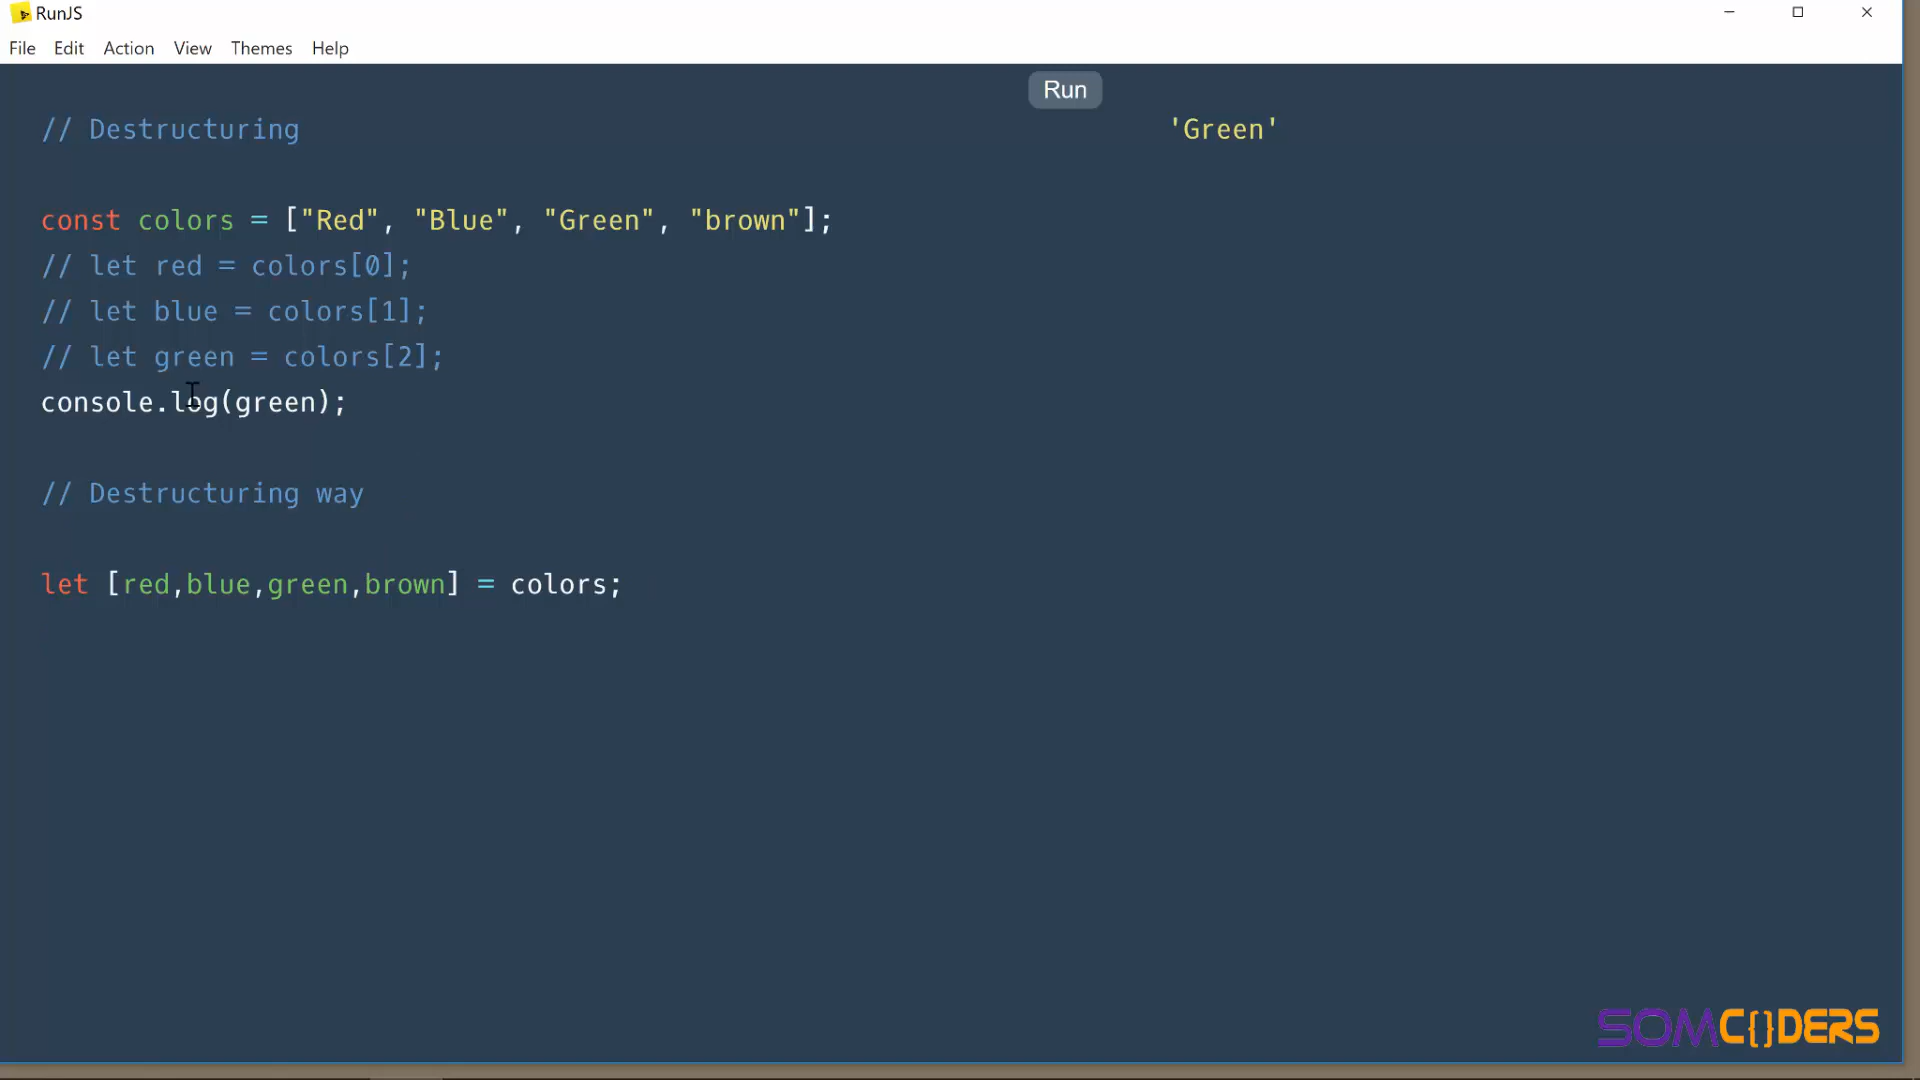 RunJS
File Edit Action View Themes Help
Run
// Destructuring
'Green'
const colors = ["Red", "Blue", "Green", "brown"];
// let red = colors[0];
// let blue = colors[1];
// let green = colors[2];
console.log(green);
// Destructuring way
let [red,blue,green,brown] = colors;
SOMC{}DERS